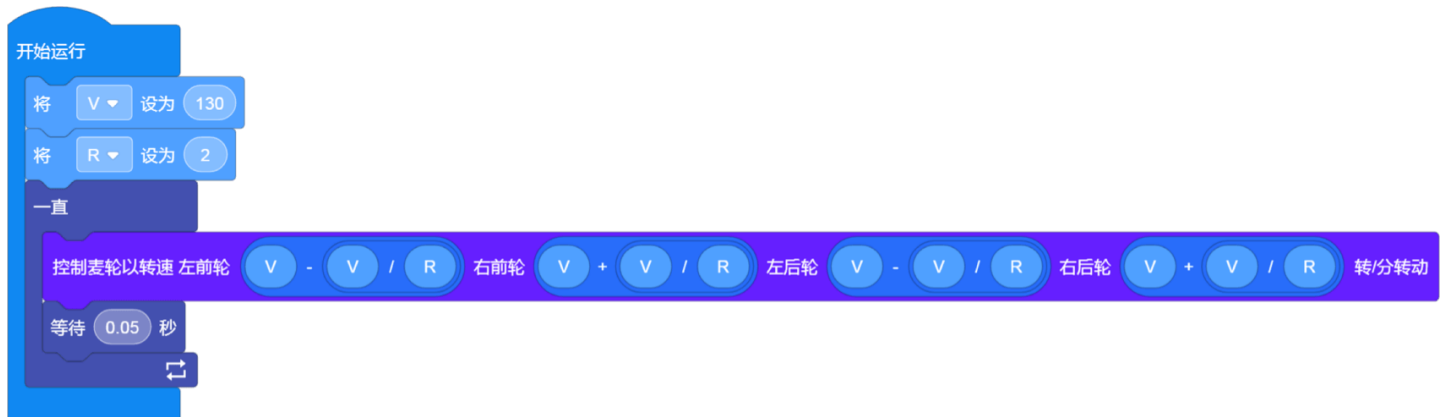 开始运行
将 V 设为 130
将 R 设为 2
一直
控制麦轮以转速 左前轮 V - V / R 右前轮 V + V / R 左后轮 V - V / R 右后轮 V + V / R 转/分转动
等待 0.05 秒